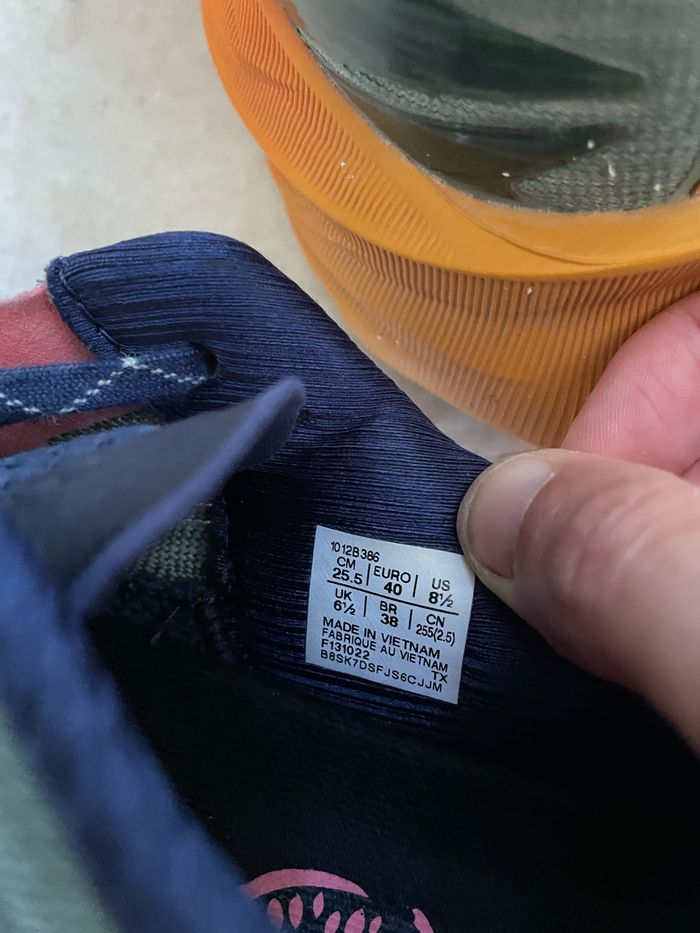 1012B386
CM EURO US
25.5 40 8½
UK BR CN
6½ 38 255(2.5)
MADE IN VIETNAM
FABRIQUE AU VIETNAM
F131022 TX
B8SK7DSFJS6CJJM